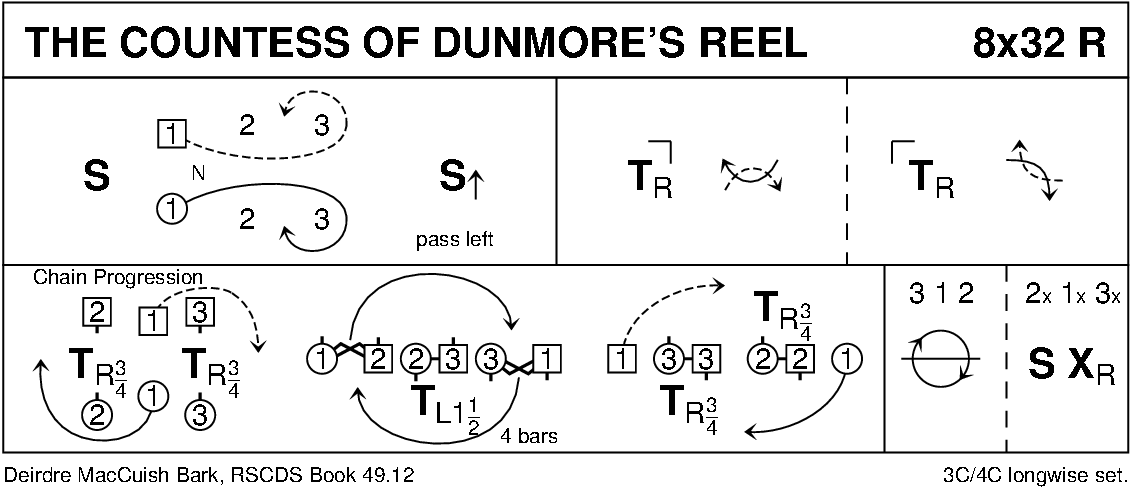 THE COUNTESS OF DUNMORE'S REEL 8x32 R
1 2 3
S N S
1 2 3
pass left
TR TR
Chain Progression
2 1 3
TR3/4 TR3/4
2 1 3
1 2 2 3 3 1
TL1 1/2
4 bars
TR3/4
1 3 3 2 2 1
TR3/4
3 1 2
2x 1x 3x
S XR
Deirdre MacCuish Bark, RSCDS Book 49.12
3C/4C longwise set.